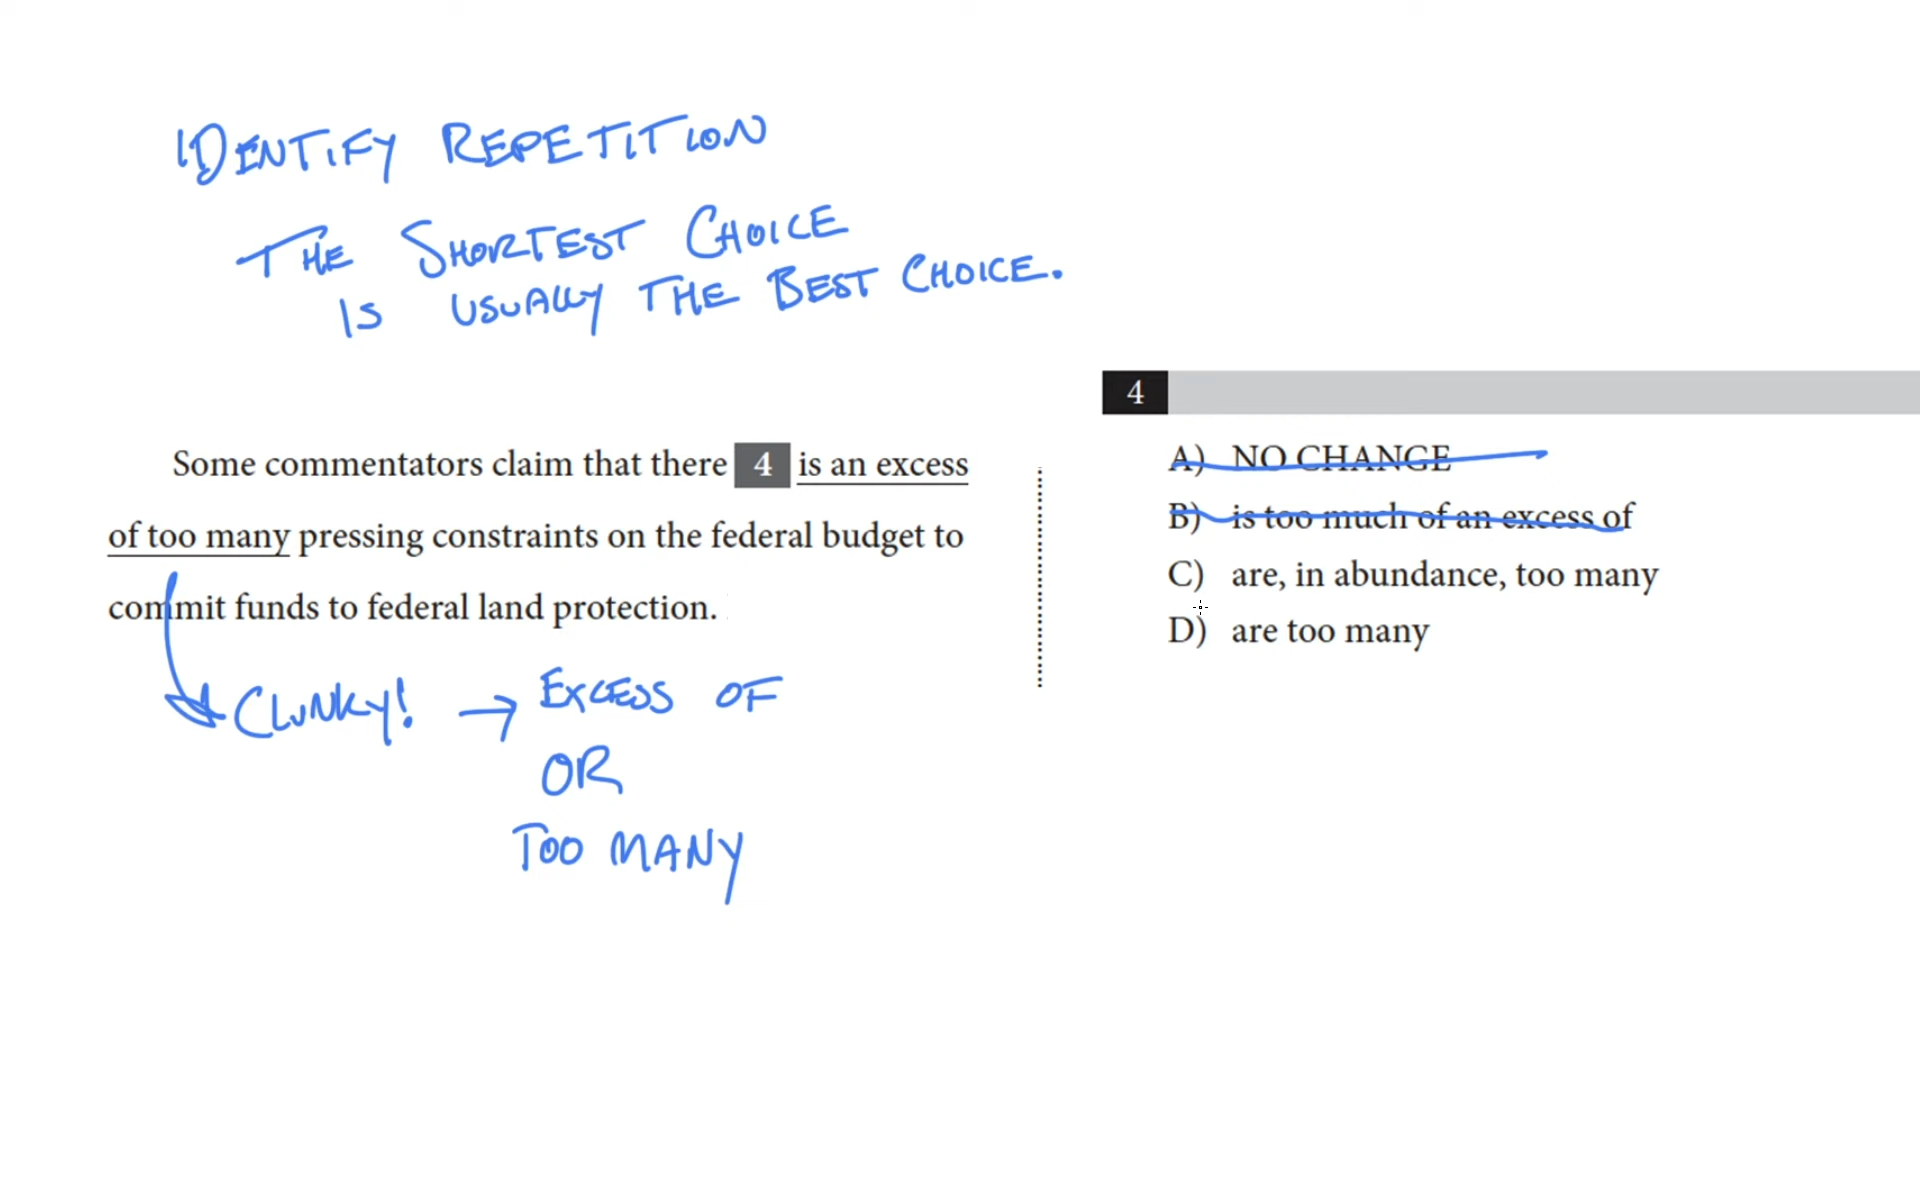 IDENTIFY REPETITION
THE SHORTEST CHOICE
IS USUALLY THE BEST CHOICE.
Some commentators claim that there 4 is an excess
of too many pressing constraints on the federal budget to
commit funds to federal land protection.
CLUNKY! → EXCESS OF
OR
TOO MANY
4
A) NO CHANGE
B) is too much of an excess of
C) are, in abundance, too many
D) are too many